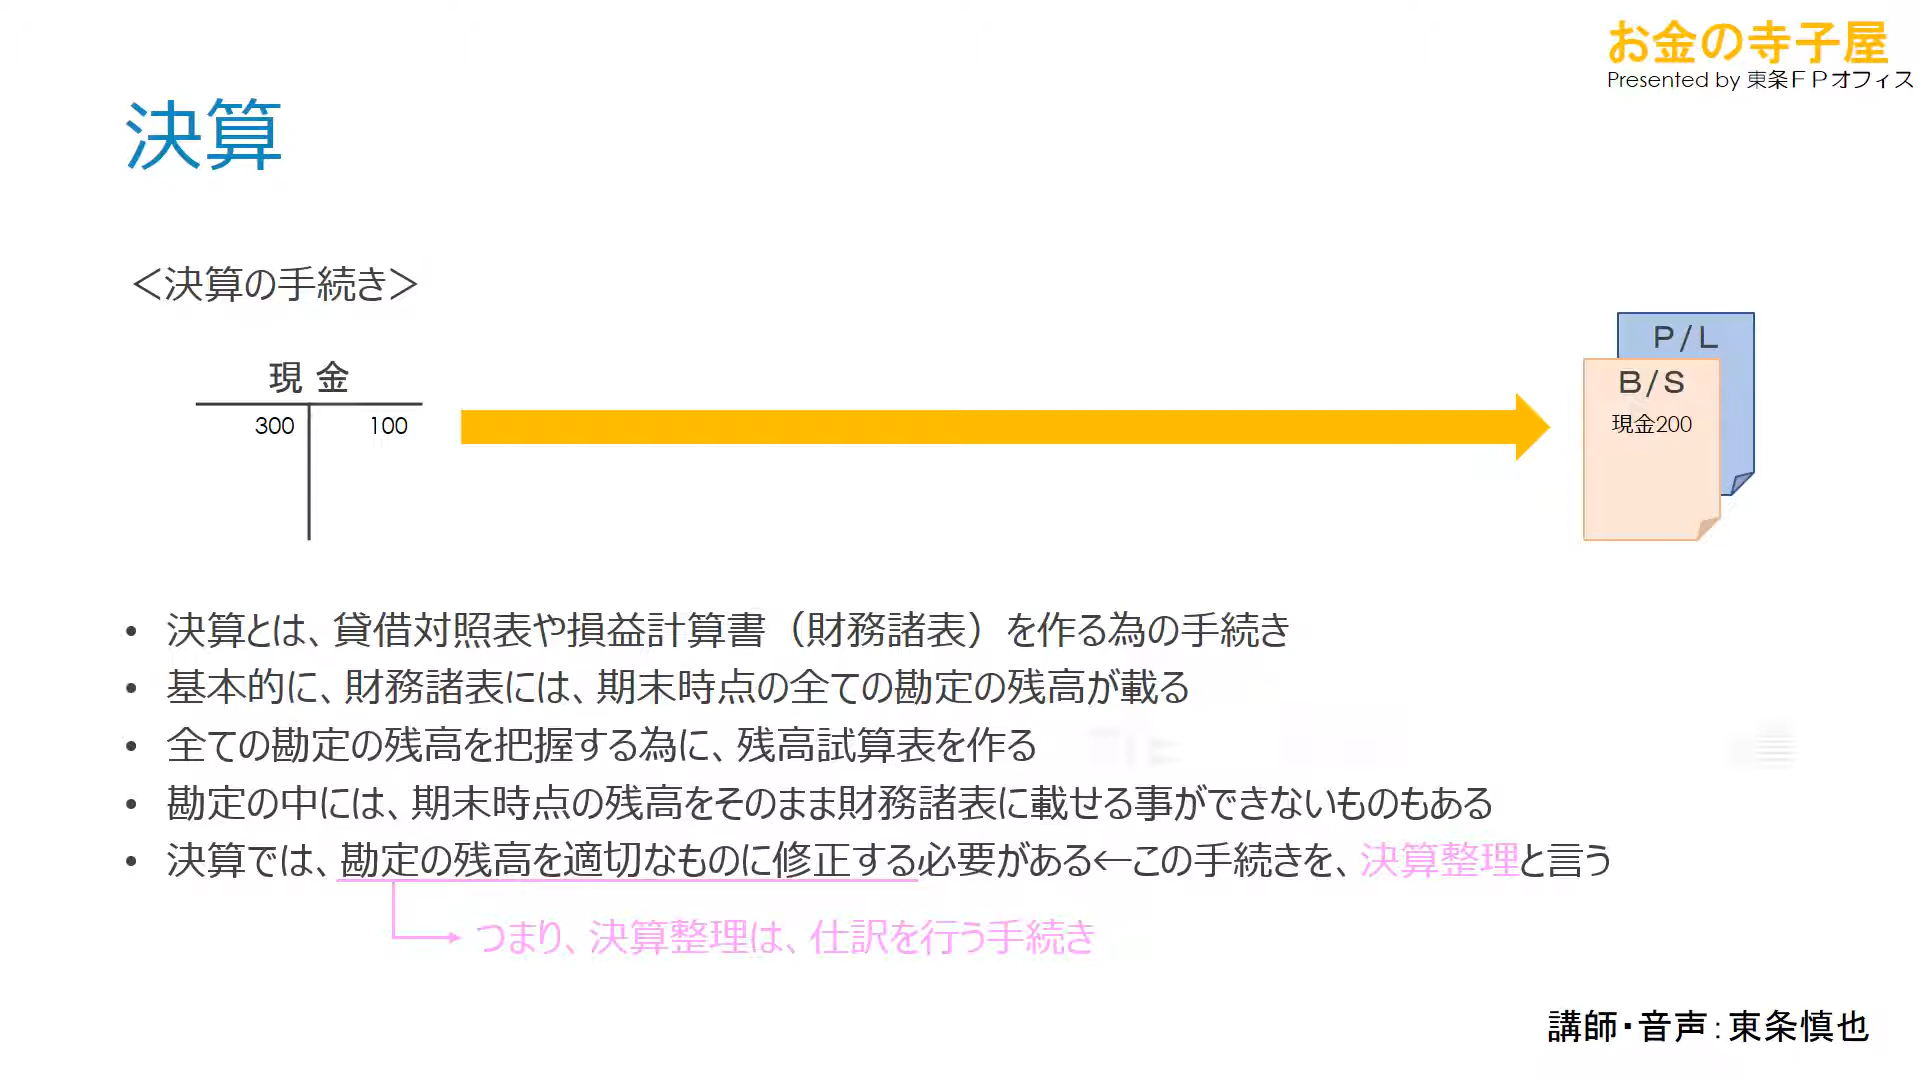 お金の寺子屋
Presented by 東条ＦＰオフィス
決算
＜決算の手続き＞
現 金
300 100
P/L
B/S
現金200
• 決算とは、貸借対照表や損益計算書（財務諸表）を作る為の手続き
• 基本的に、財務諸表には、期末時点の全ての勘定の残高が載る
• 全ての勘定の残高を把握する為に、残高試算表を作る
• 勘定の中には、期末時点の残高をそのまま財務諸表に載せる事ができないものもある
• 決算では、勘定の残高を適切なものに修正する必要がある←この手続きを、決算整理と言う
つまり、決算整理は、仕訳を行う手続き
講師・音声：東条慎也